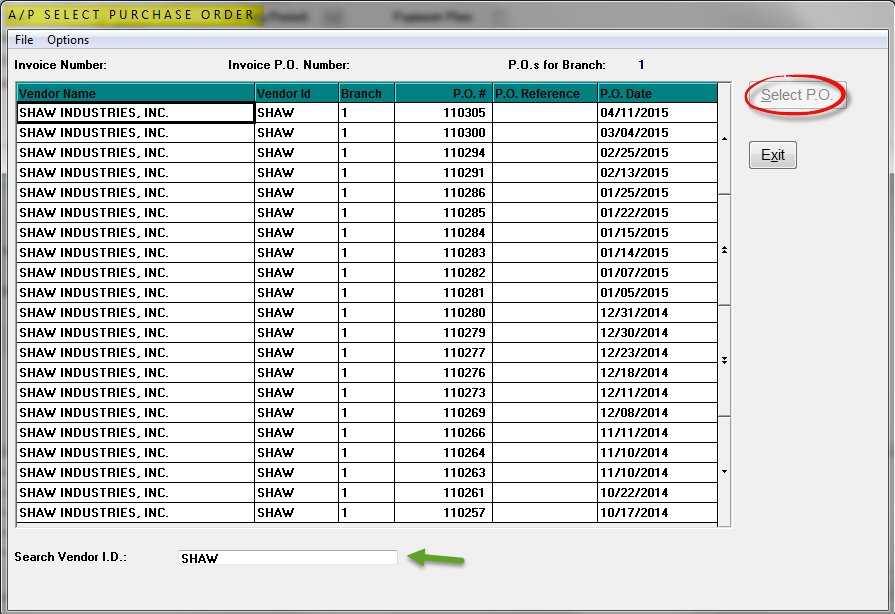 A/P SELECT PURCHASE ORDER
File Options
Invoice Number: Invoice P.O. Number: P.O.s for Branch: 1
Vendor Name Vendor Id Branch P.O. # P.O. Reference P.O. Date
SHAW INDUSTRIES, INC. SHAW 1 110305 04/11/2015
SHAW INDUSTRIES, INC. SHAW 1 110300 03/04/2015
SHAW INDUSTRIES, INC. SHAW 1 110294 02/25/2015
SHAW INDUSTRIES, INC. SHAW 1 110291 02/13/2015
SHAW INDUSTRIES, INC. SHAW 1 110286 01/25/2015
SHAW INDUSTRIES, INC. SHAW 1 110285 01/22/2015
SHAW INDUSTRIES, INC. SHAW 1 110284 01/15/2015
SHAW INDUSTRIES, INC. SHAW 1 110283 01/14/2015
SHAW INDUSTRIES, INC. SHAW 1 110282 01/07/2015
SHAW INDUSTRIES, INC. SHAW 1 110281 01/05/2015
SHAW INDUSTRIES, INC. SHAW 1 110280 12/31/2014
SHAW INDUSTRIES, INC. SHAW 1 110279 12/30/2014
SHAW INDUSTRIES, INC. SHAW 1 110277 12/23/2014
SHAW INDUSTRIES, INC. SHAW 1 110276 12/18/2014
SHAW INDUSTRIES, INC. SHAW 1 110273 12/11/2014
SHAW INDUSTRIES, INC. SHAW 1 110269 12/08/2014
SHAW INDUSTRIES, INC. SHAW 1 110266 11/11/2014
SHAW INDUSTRIES, INC. SHAW 1 110264 11/10/2014
SHAW INDUSTRIES, INC. SHAW 1 110263 11/10/2014
SHAW INDUSTRIES, INC. SHAW 1 110261 10/22/2014
SHAW INDUSTRIES, INC. SHAW 1 110257 10/17/2014
Select P.O.
Exit
Search Vendor I.D.: SHAW